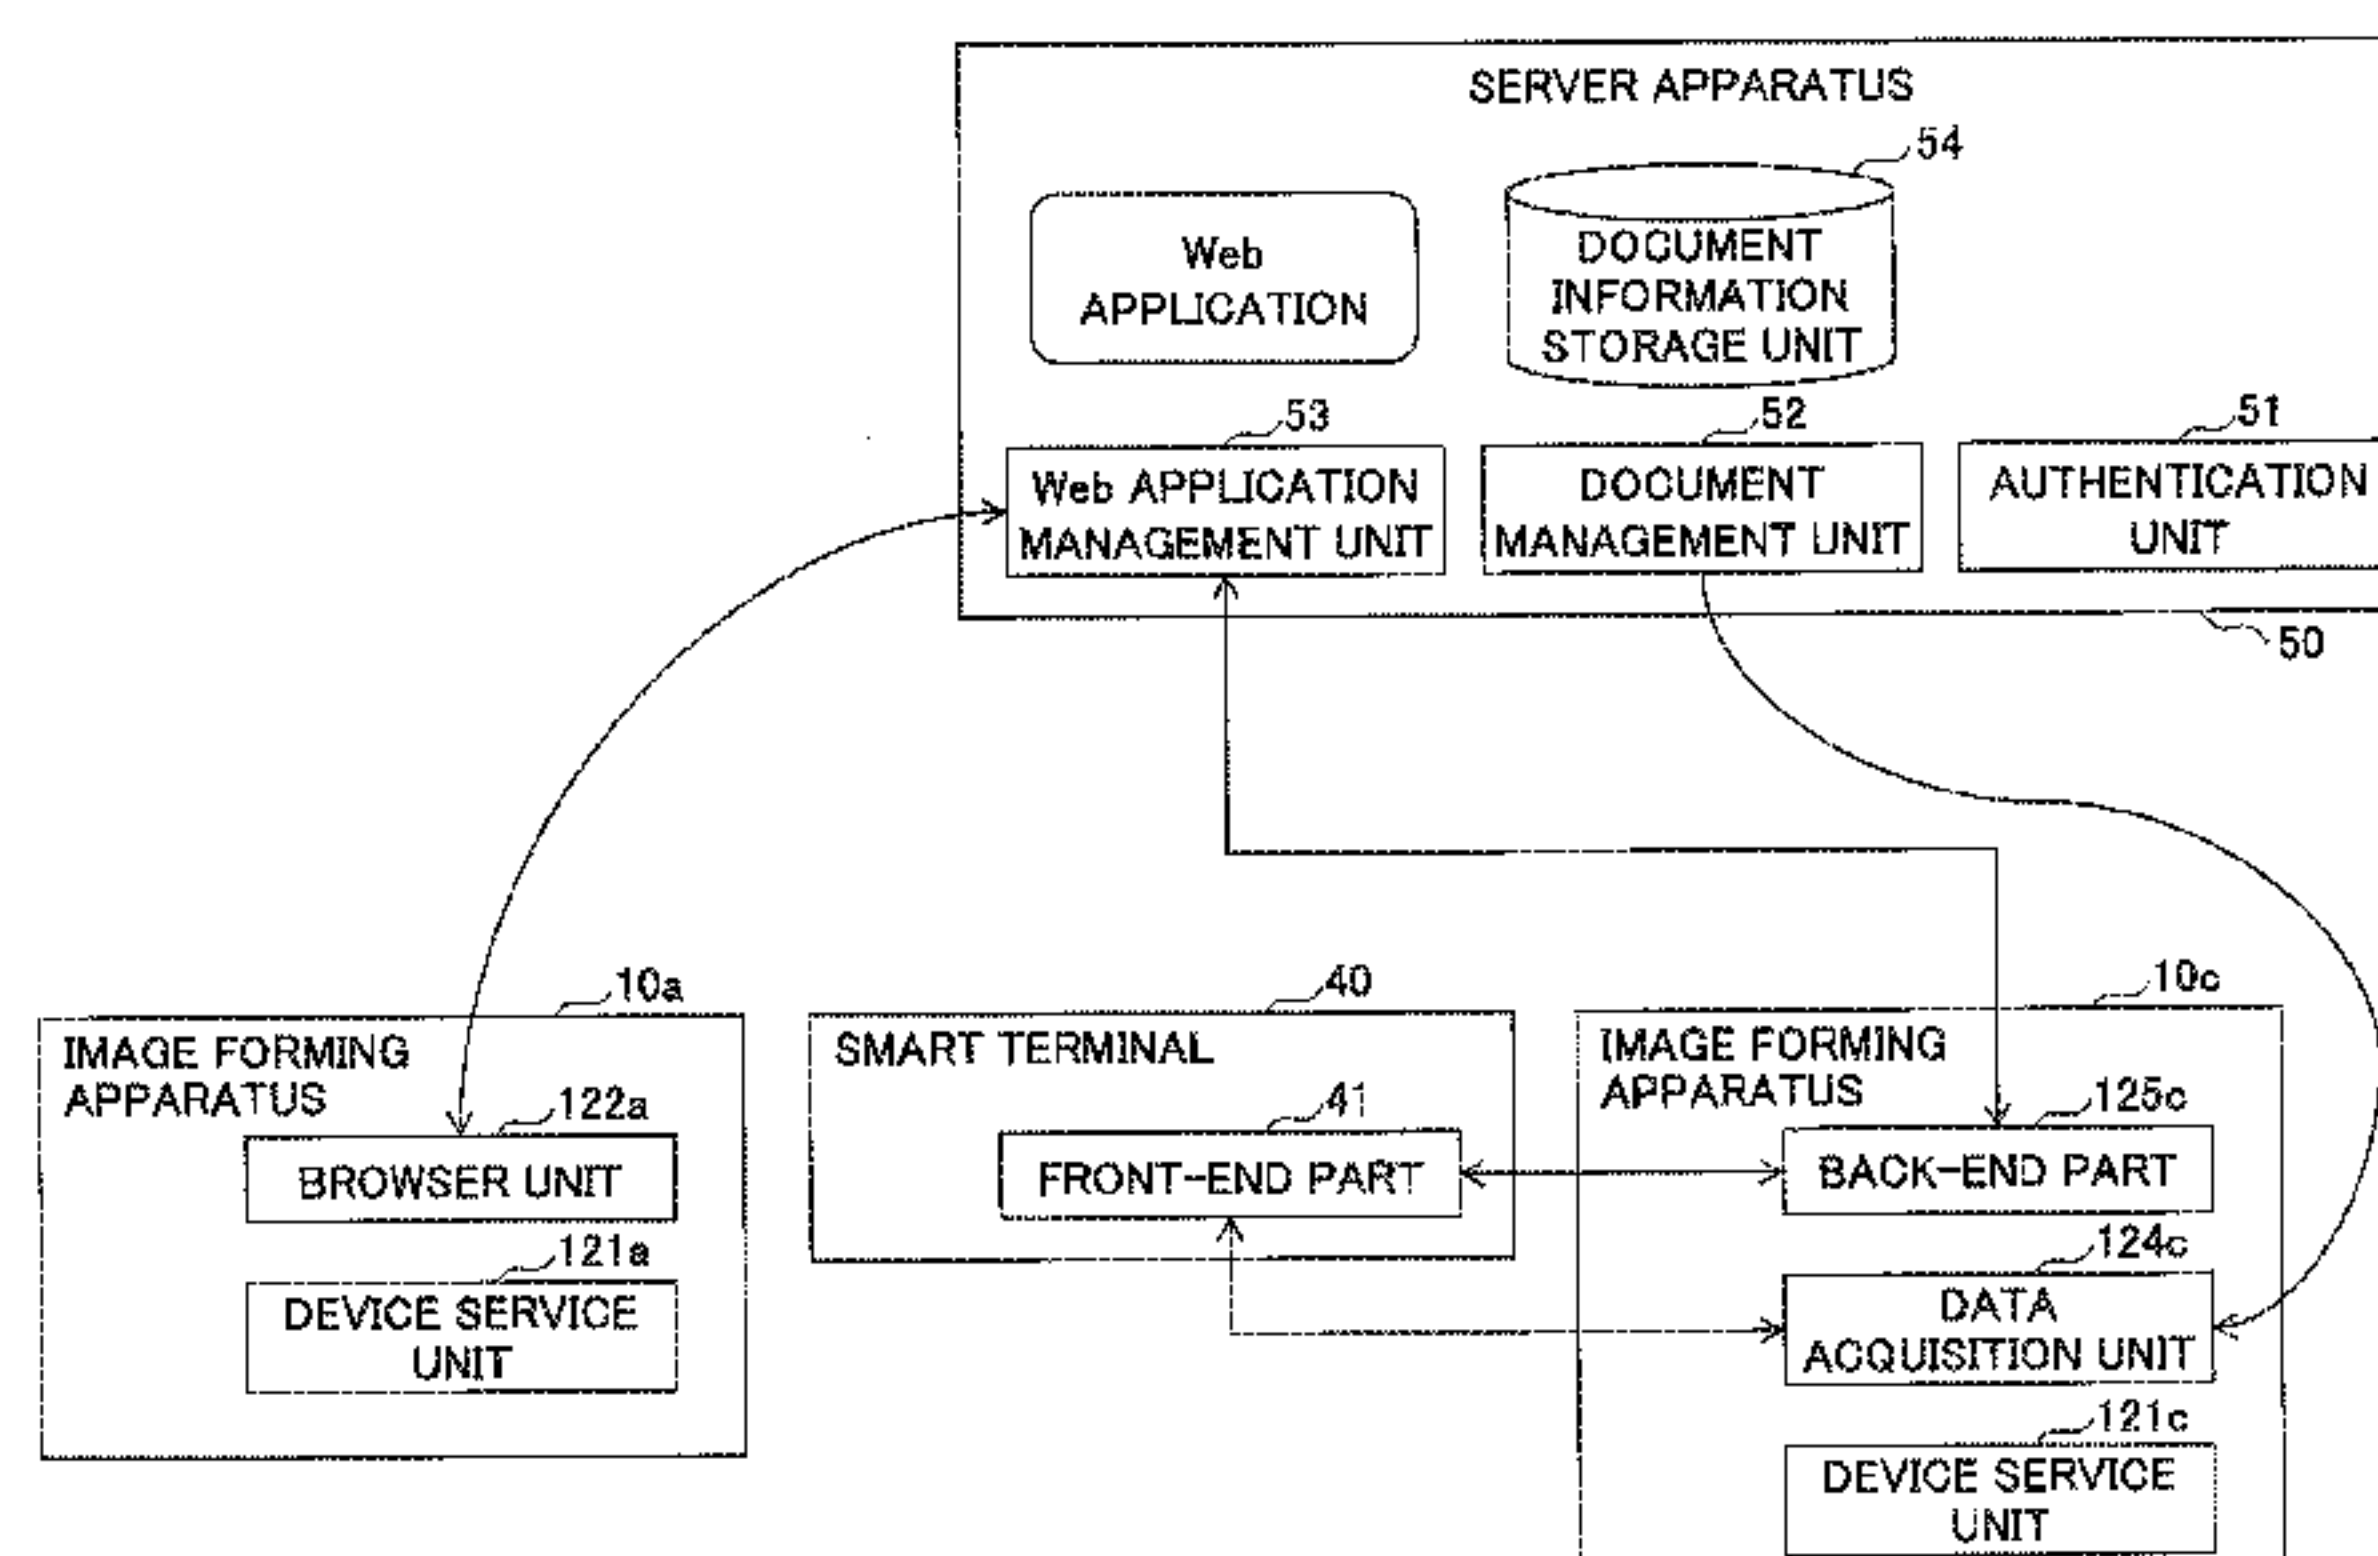 SERVER APPARATUS
54
Web
APPLICATION
DOCUMENT
INFORMATION
STORAGE UNIT
53
52
51
Web APPLICATION
MANAGEMENT UNIT
DOCUMENT
MANAGEMENT UNIT
AUTHENTICATION
UNIT
50
10a
IMAGE FORMING
APPARATUS
122a
BROWSER UNIT
121a
DEVICE SERVICE
UNIT
40
SMART TERMINAL
41
FRONT-END PART
10c
IMAGE FORMING
APPARATUS
125c
BACK-END PART
124c
DATA
ACQUISITION UNIT
121c
DEVICE SERVICE
UNIT